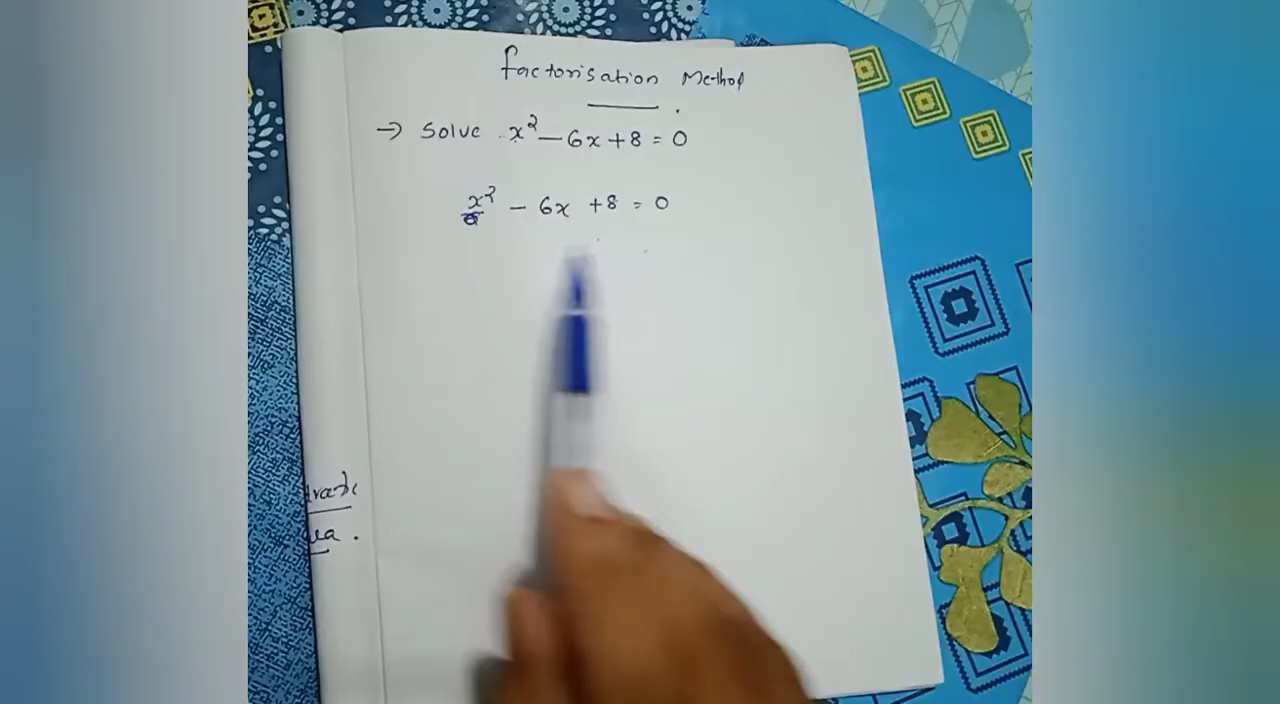 Factorisation Method
→ Solve x² - 6x + 8 = 0
x² - 6x + 8 = 0